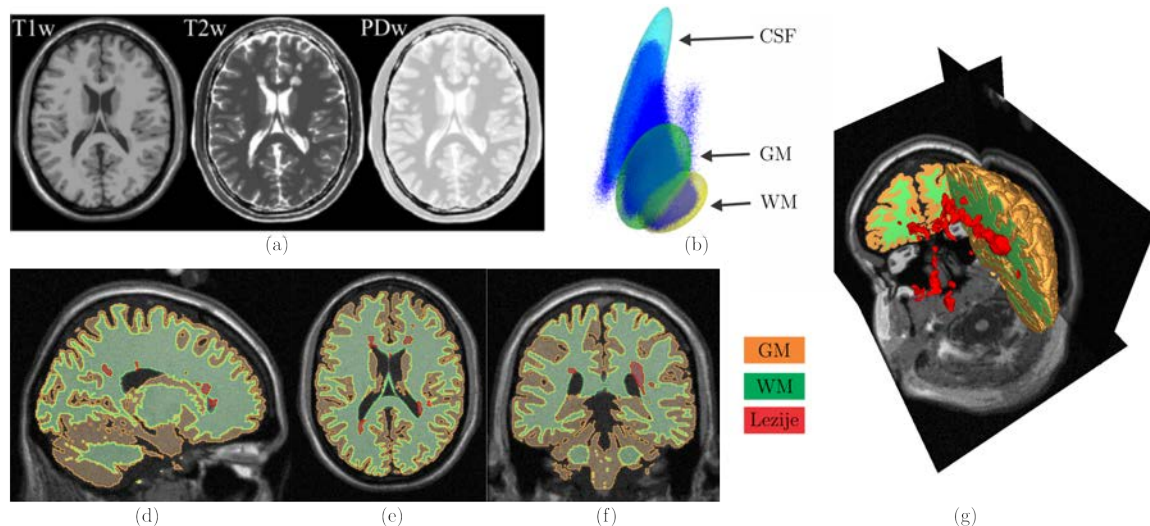 T1w
T2w
PDw
(a)
CSF
GM
WM
(b)
(d)
(e)
(f)
GM
WM
Lezije
(g)